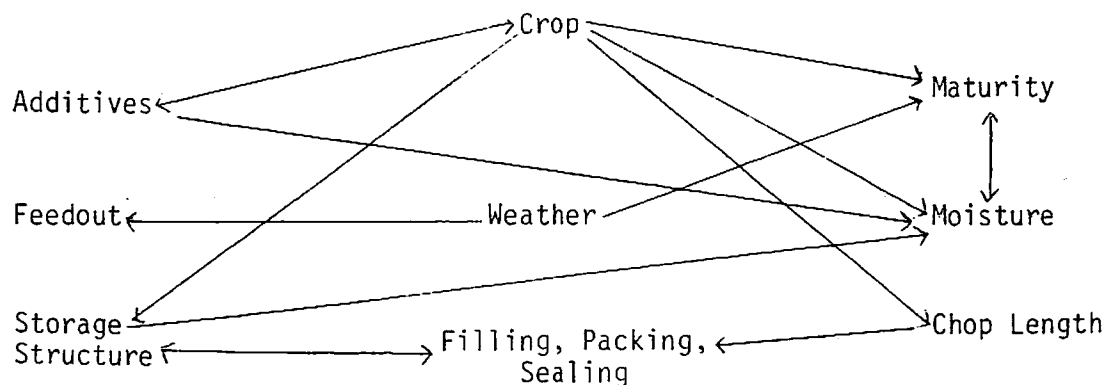 Crop
Additives
Maturity
Feedout
Weather
Moisture
Storage
Structure
Filling, Packing,
Sealing
Chop Length